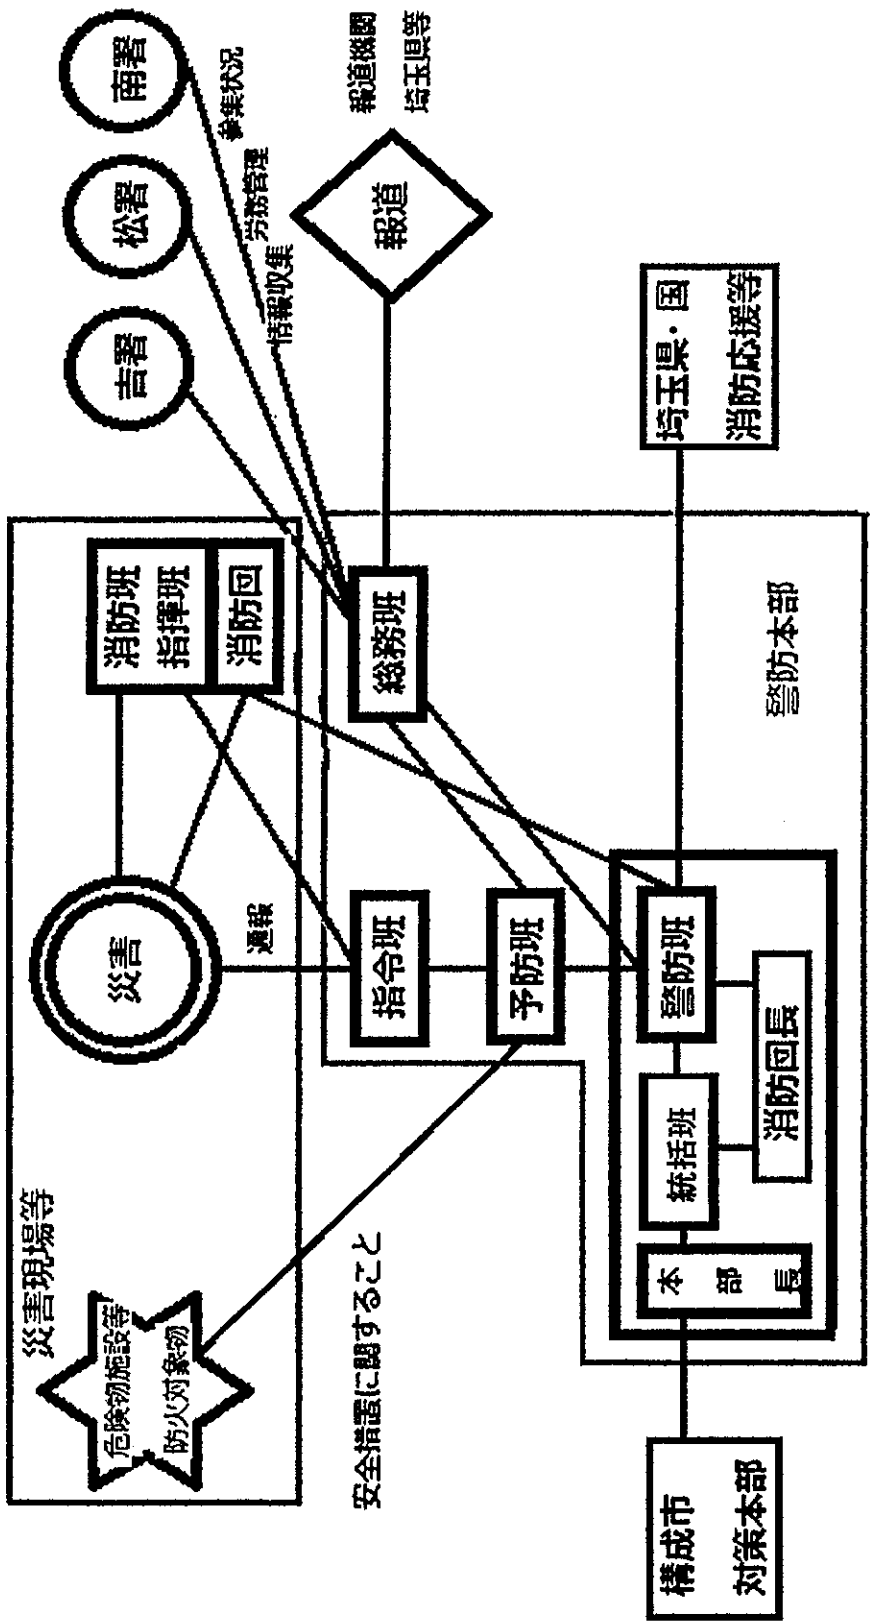 災害現場等
危険物施設等
防火対象物
災害
消防班
指揮班
消防団
吉署
松署
南署
通報
参集状況
労務管理
情報収集
安全措置に関すること
指令班
総務班
報道
報道機関
埼玉県等
予防班
構成市
対策本部
本部長
統括班
警防班
消防団長
埼玉県・国
消防応援等
警防本部